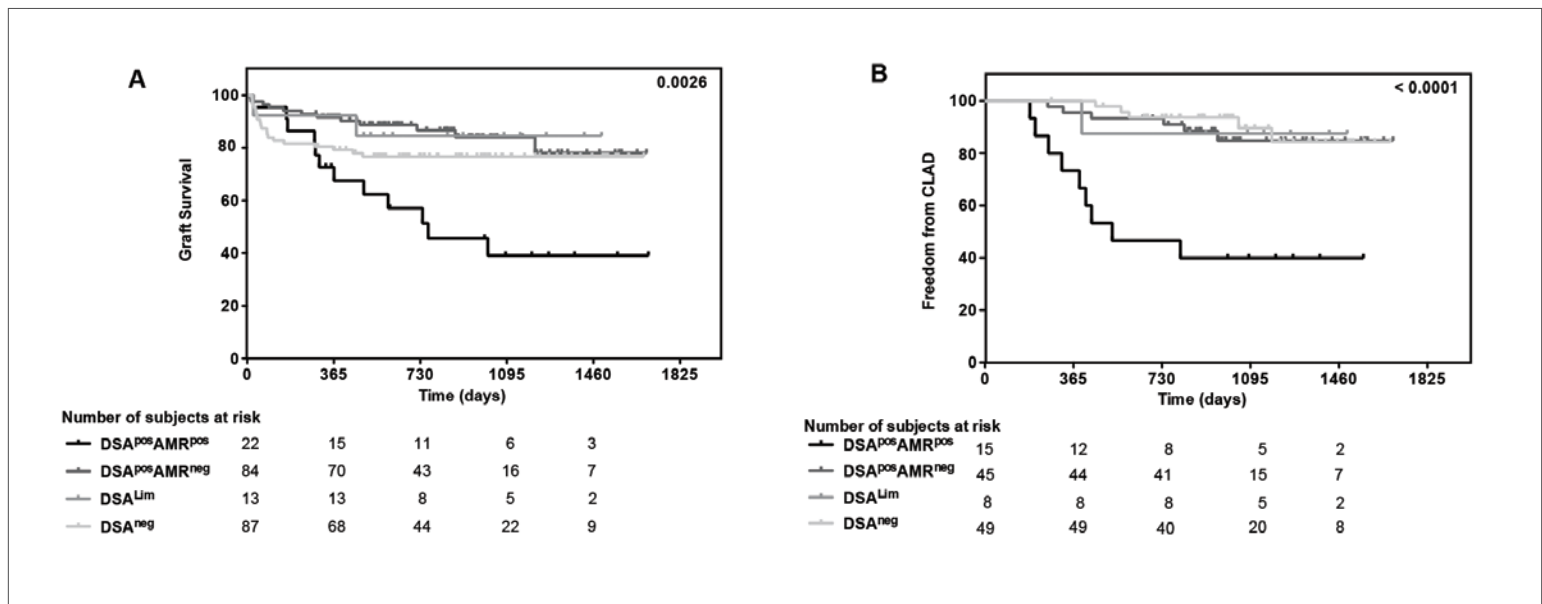 A
0.0026
100
80
60
40
20
0
Graft Survival
0 365 730 1095 1460 1825
Time (days)
Number of subjects at risk
DSAposAMRpos 22 15 11 6 3
DSAposAMRneg 84 70 43 16 7
DSALim 13 13 8 5 2
DSAneg 87 68 44 22 9
B
< 0.0001
100
80
60
40
20
0
Freedom from CLAD
0 365 730 1095 1460 1825
Time (days)
Number of subjects at risk
DSAposAMRpos 15 12 8 5 2
DSAposAMRneg 45 44 41 15 7
DSALim 8 8 8 5 2
DSAneg 49 49 40 20 8